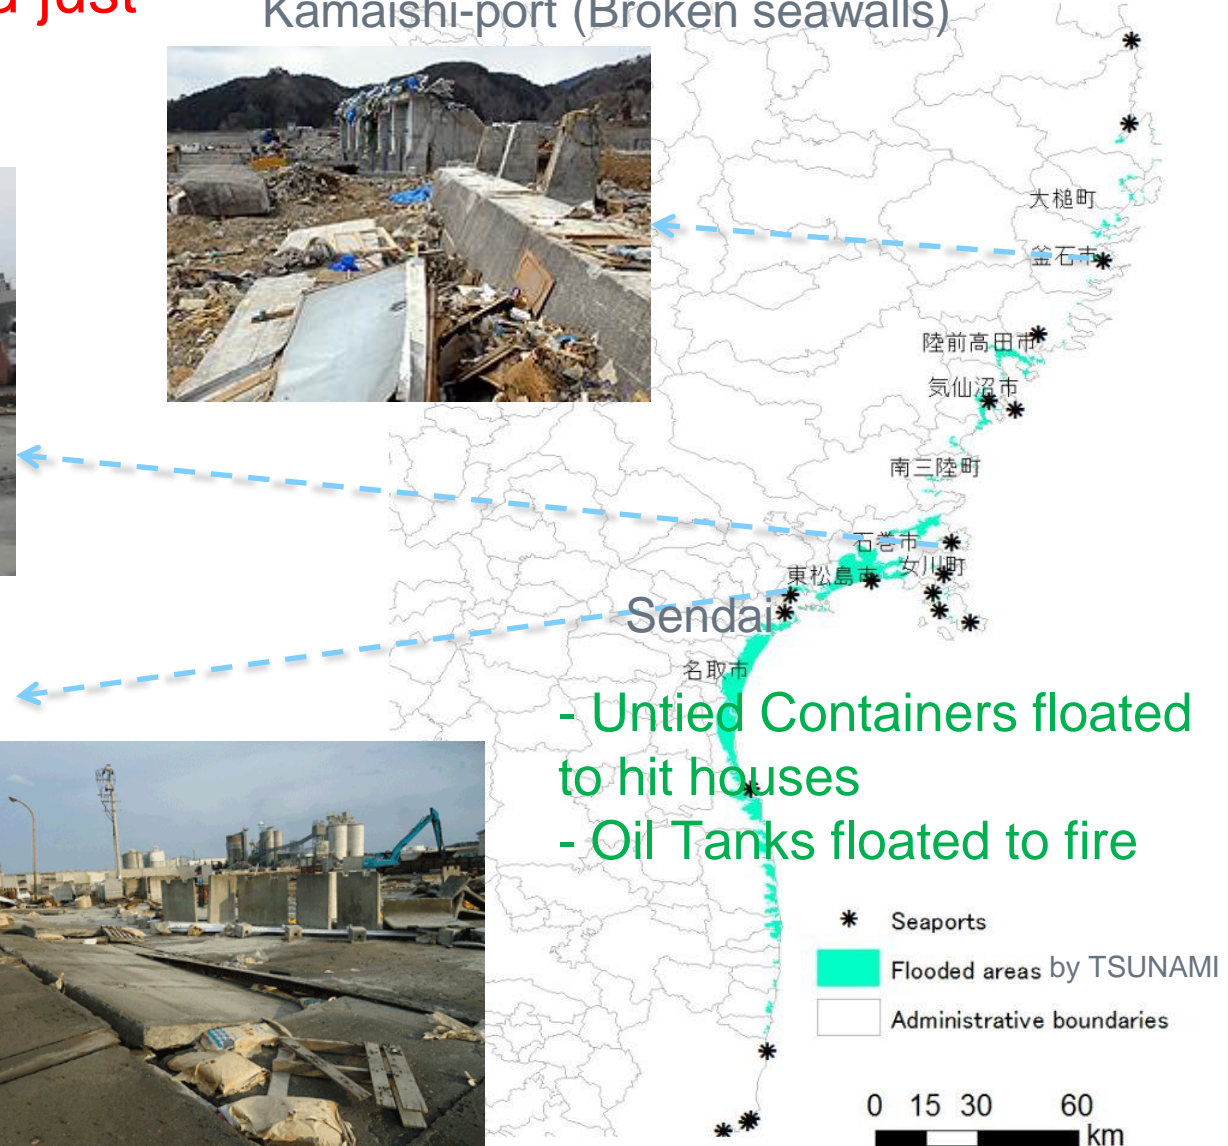 just
Kamaishi-port (Broken seawalls)
大槌町
釜石市
陸前高田市
気仙沼市
南三陸町
石巻市
女川町
東松島市
Sendai
名取市
- Untied Containers floated
to hit houses
- Oil Tanks floated to fire
Seaports
Flooded areas by TSUNAMI
Administrative boundaries
0 15 30 60
km